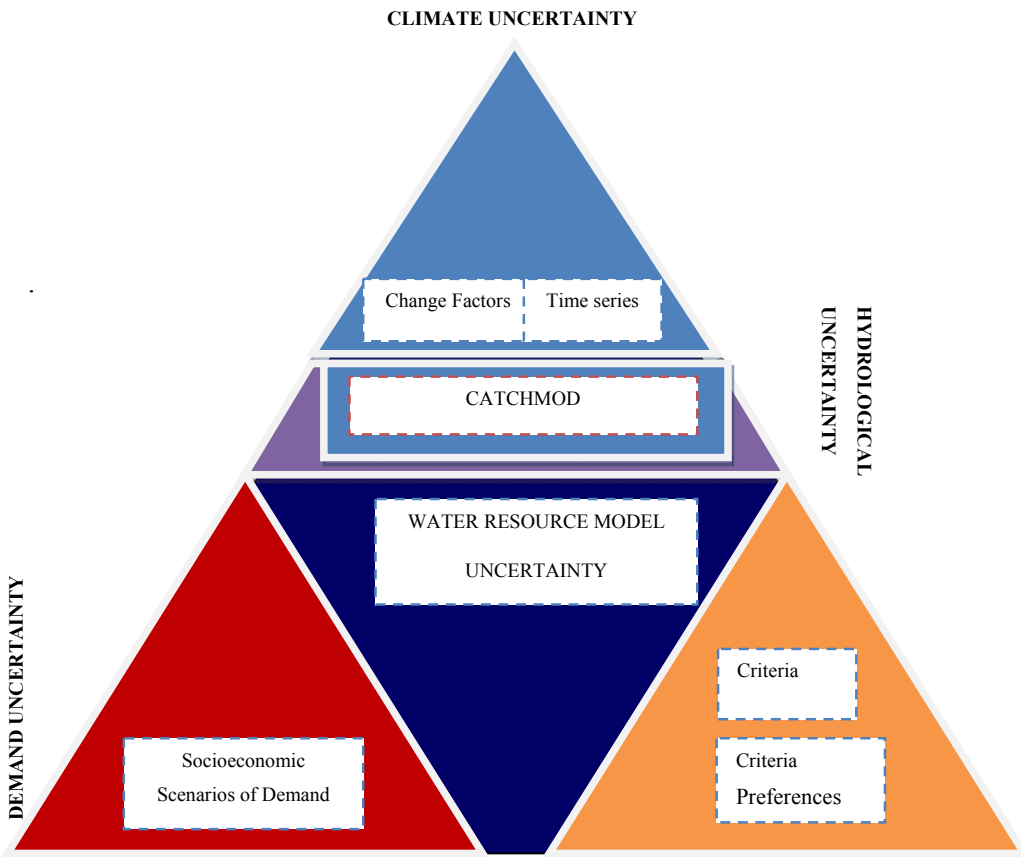 CLIMATE UNCERTAINTY
Change Factors
Time series
HYDROLOGICAL
UNCERTAINTY
CATCHMOD
WATER RESOURCE MODEL
UNCERTAINTY
DEMAND UNCERTAINTY
Socioeconomic
Scenarios of Demand
Criteria
Criteria
Preferences